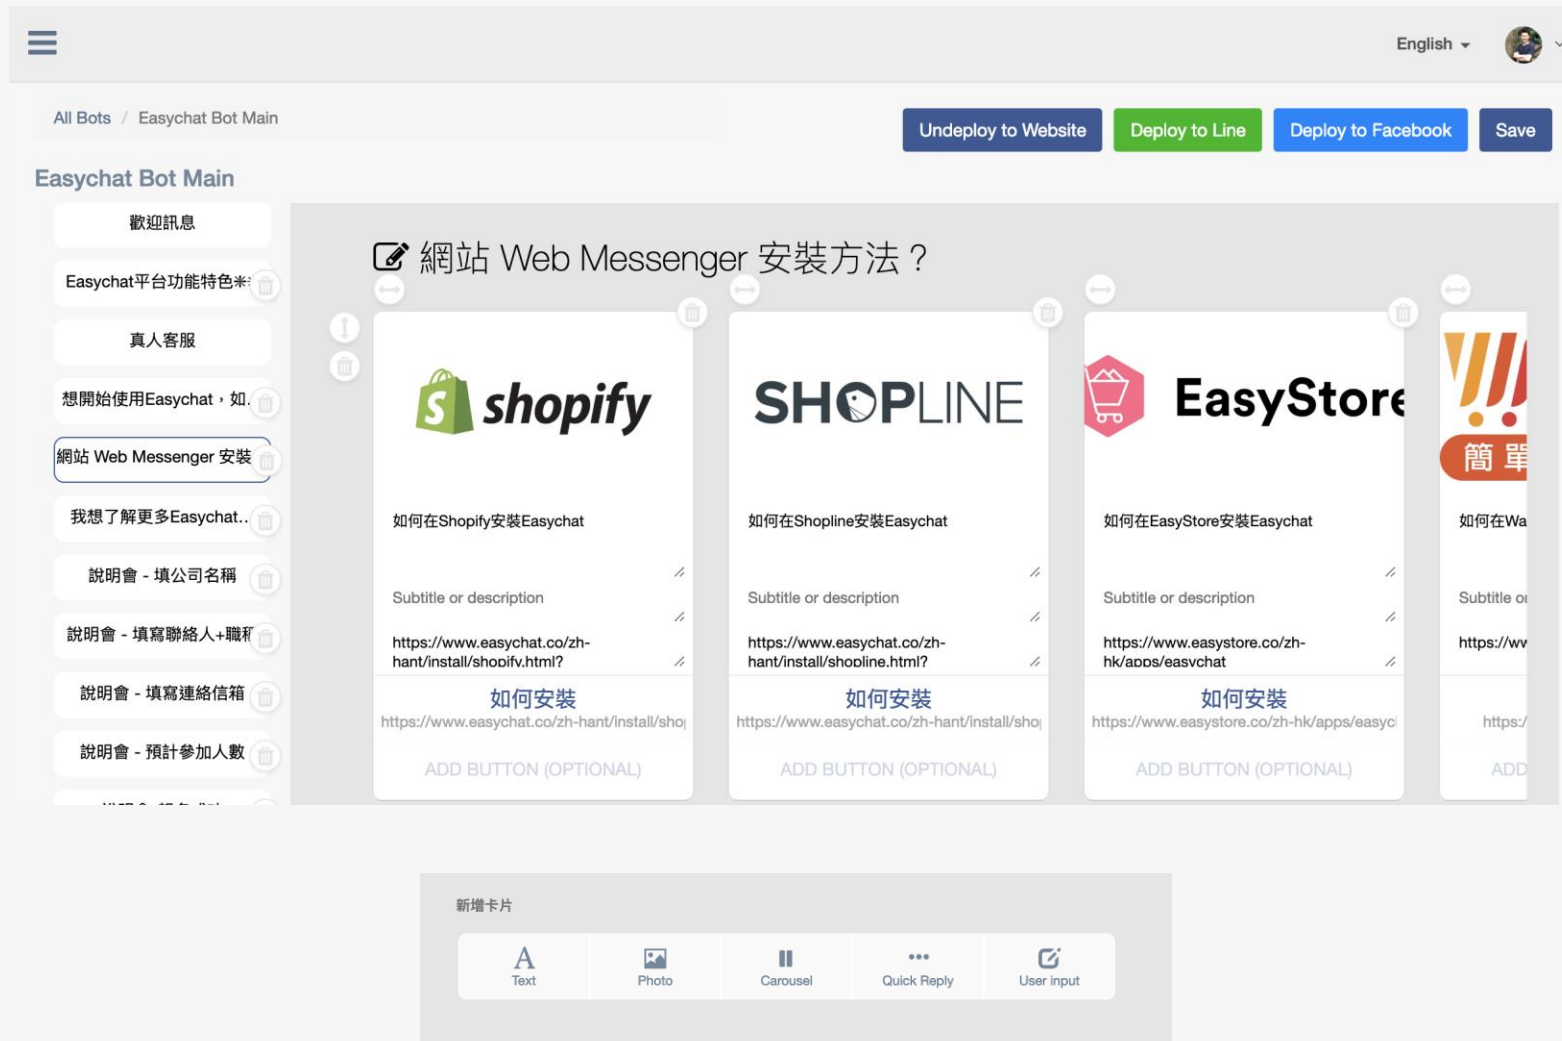 English
All Bots / Easychat Bot Main
Undeploy to Website
Deploy to Line
Deploy to Facebook
Save
Easychat Bot Main
歡迎訊息
Easychat平台功能特色
真人客服
想開始使用Easychat，如..
網站 Web Messenger 安裝
我想了解更多Easychat..
說明會 - 填公司名稱
說明會 - 填寫聯絡人+職稱
說明會 - 填寫連絡信箱
說明會 - 預計參加人數
網站 Web Messenger 安裝方法？
shopify
如何在Shopify安裝Easychat
Subtitle or description
https://www.easychat.co/zh-
hant/install/shopify.html?
如何安裝
https://www.easychat.co/zh-hant/install/shop
ADD BUTTON (OPTIONAL)
SHOPLINE
如何在Shopline安裝Easychat
Subtitle or description
https://www.easychat.co/zh-
hant/install/shopline.html?
如何安裝
https://www.easychat.co/zh-hant/install/shop
ADD BUTTON (OPTIONAL)
EasyStore
如何在EasyStore安裝Easychat
Subtitle or description
https://www.easystore.co/zh-
hk/apps/easychat
如何安裝
https://www.easystore.co/zh-hk/apps/easyc
ADD BUTTON (OPTIONAL)
簡單
如何在Wa
Subtitle o
https://ww
https:/
ADD
新增卡片
Text
Photo
Carousel
Quick Reply
User input